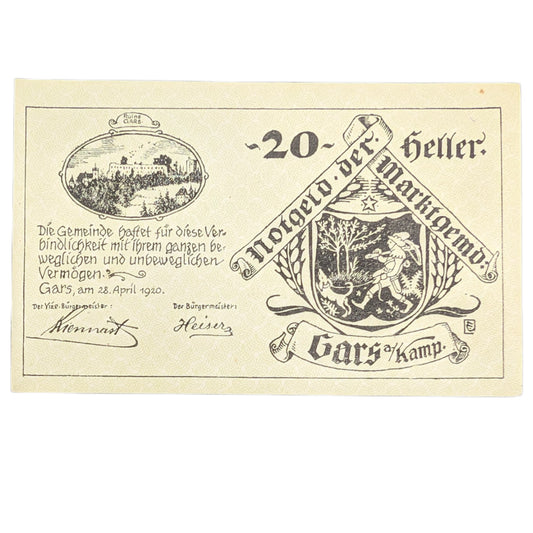 Ruine
GARS
-20- Heller.
Notgeld der Marktgemd:
Die Gemeinde haftet für diese Ver-
bindlichkeit mit Ihrem ganzen be-
weglichen und unbeweglichen
Vermögen.
Gars, am 28. April 1920.
Der Vize-Bürgermeister: Der Bürgermeister:
Kiennast Heiser
Gars a/Kamp.